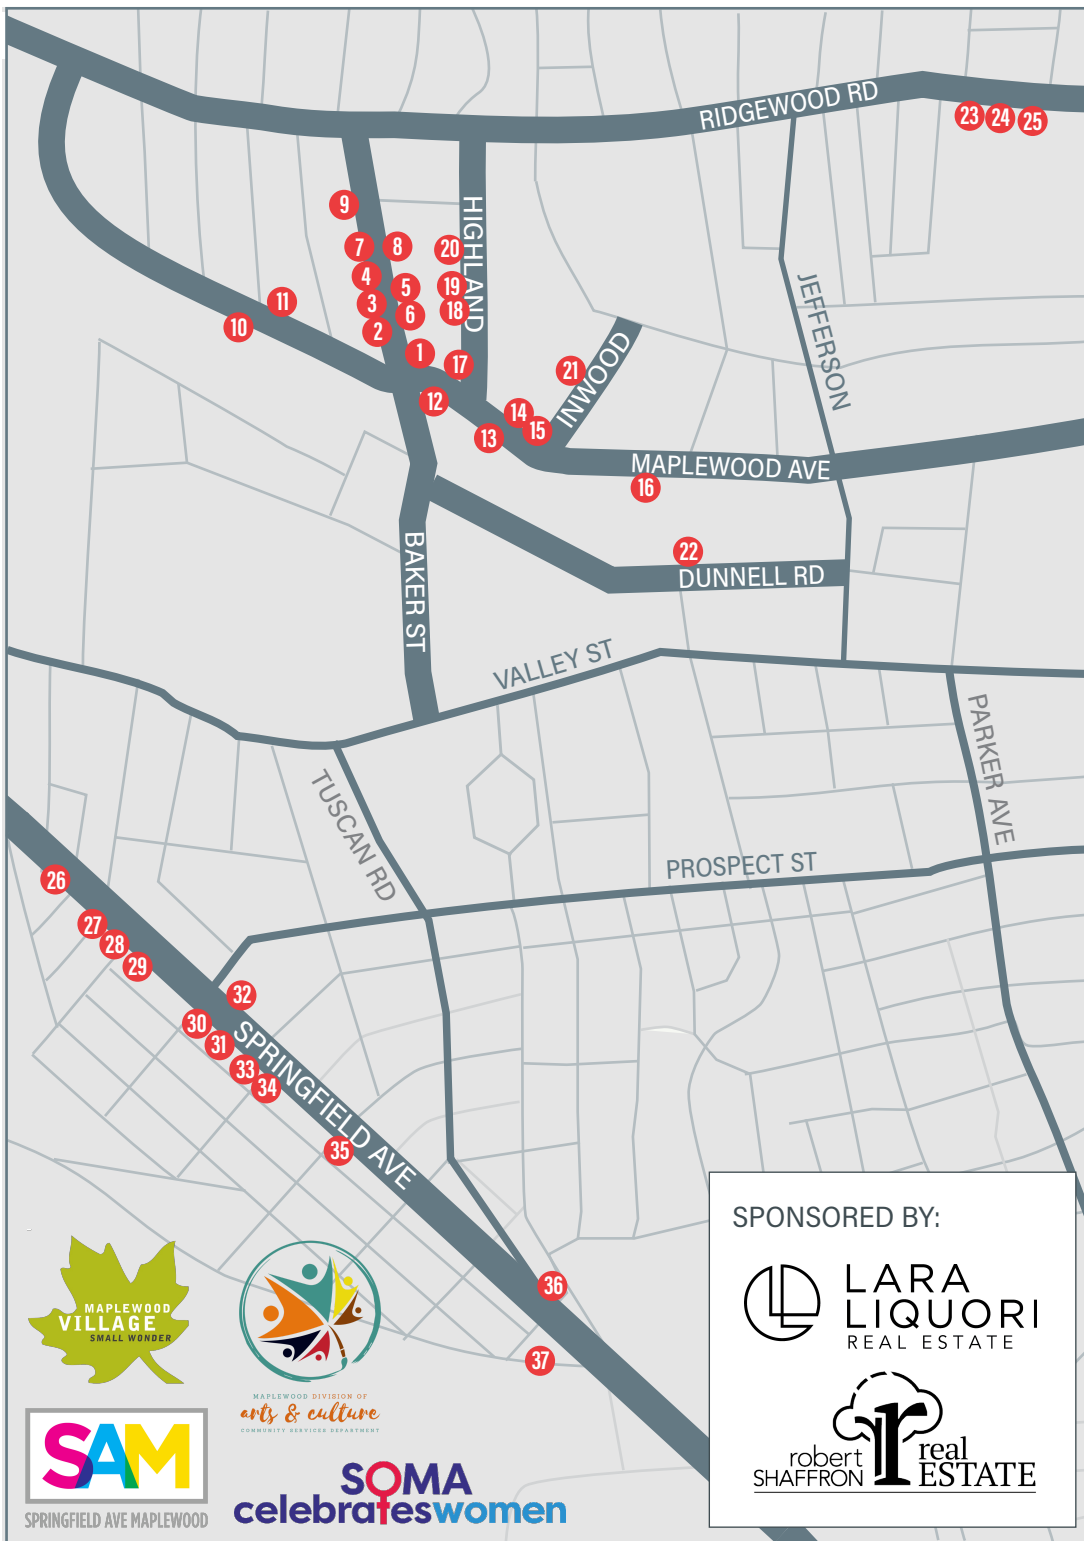 RIDGEWOOD RD
23 24 25
9
HIGHLAND
7 8 20
4 5 19
3 6 18
2
11
10
1 17
JEFFERSON
INWOOD
21
12
14
13 15
MAPLEWOOD AVE
16
BAKER ST
22
DUNNELL RD
VALLEY ST
PARKER AVE
TUSCAN RD
PROSPECT ST
26
27
28
29
32
30
31
SPRINGFIELD AVE
33
34
35
36
37
MAPLEWOOD
VILLAGE
SMALL WONDER
MAPLEWOOD DIVISION OF
arts & culture
COMMUNITY SERVICES DEPARTMENT
SAM
SPRINGFIELD AVE MAPLEWOOD
SOMA
celebrateswomen
SPONSORED BY:
LARA
LIQUORI
REAL ESTATE
robert
SHAFFRON
r
real
ESTATE